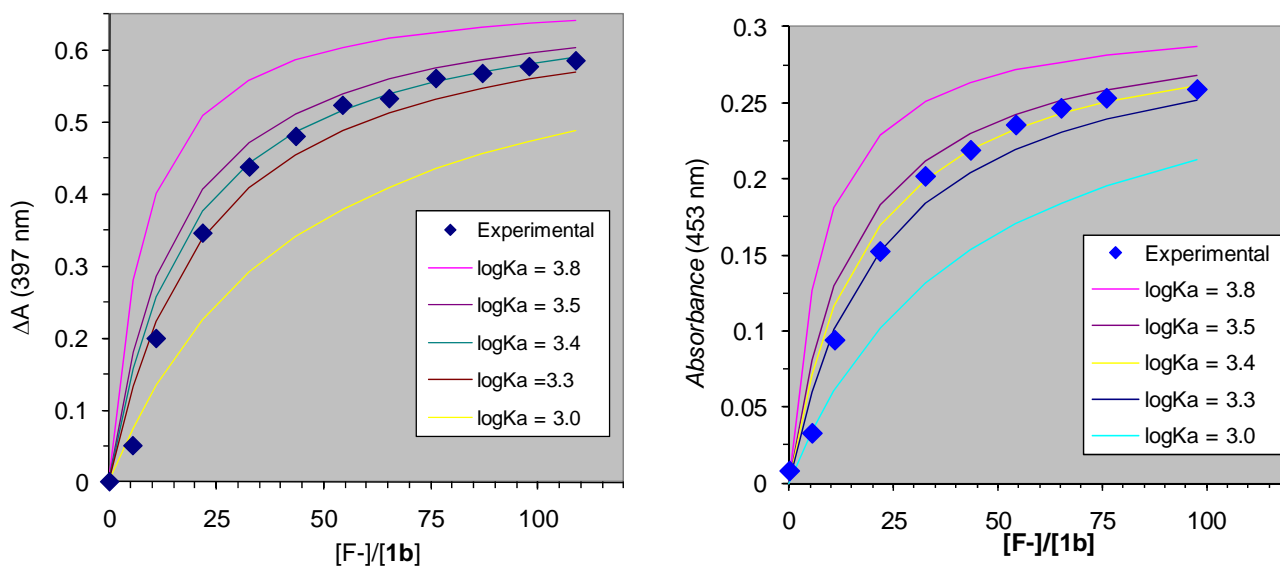 0.6
0.5
0.4
0.3
0.2
0.1
0
ΔA (397 nm)
Experimental
logKa = 3.8
logKa = 3.5
logKa = 3.4
logKa =3.3
logKa = 3.0
0 25 50 75 100
[F-]/[1b]
0.3
0.25
0.2
0.15
0.1
0.05
0
Absorbance (453 nm)
Experimental
logKa = 3.8
logKa = 3.5
logKa = 3.4
logKa = 3.3
logKa = 3.0
0 25 50 75 100
[F-]/[1b]